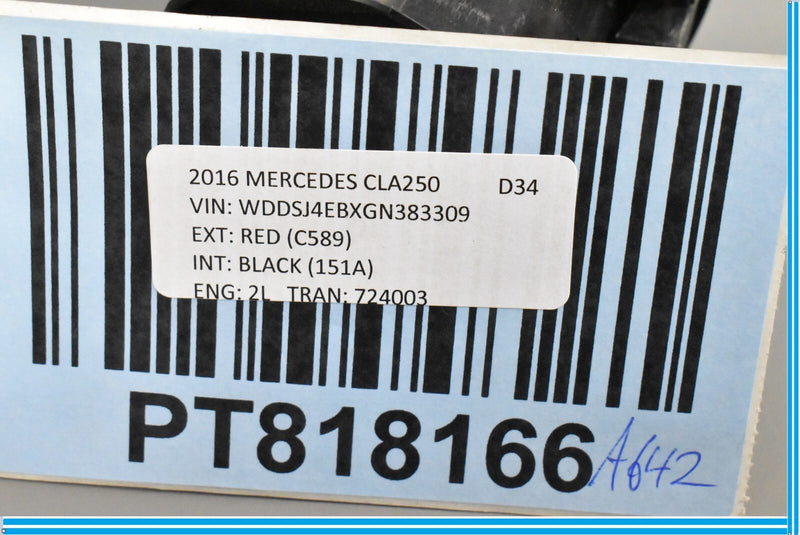 2016 MERCEDES CLA250 D34
VIN: WDDSJ4EBXGN383309
EXT: RED (C589)
INT: BLACK (151A)
ENG: 2L TRAN: 724003
PT818166
A642